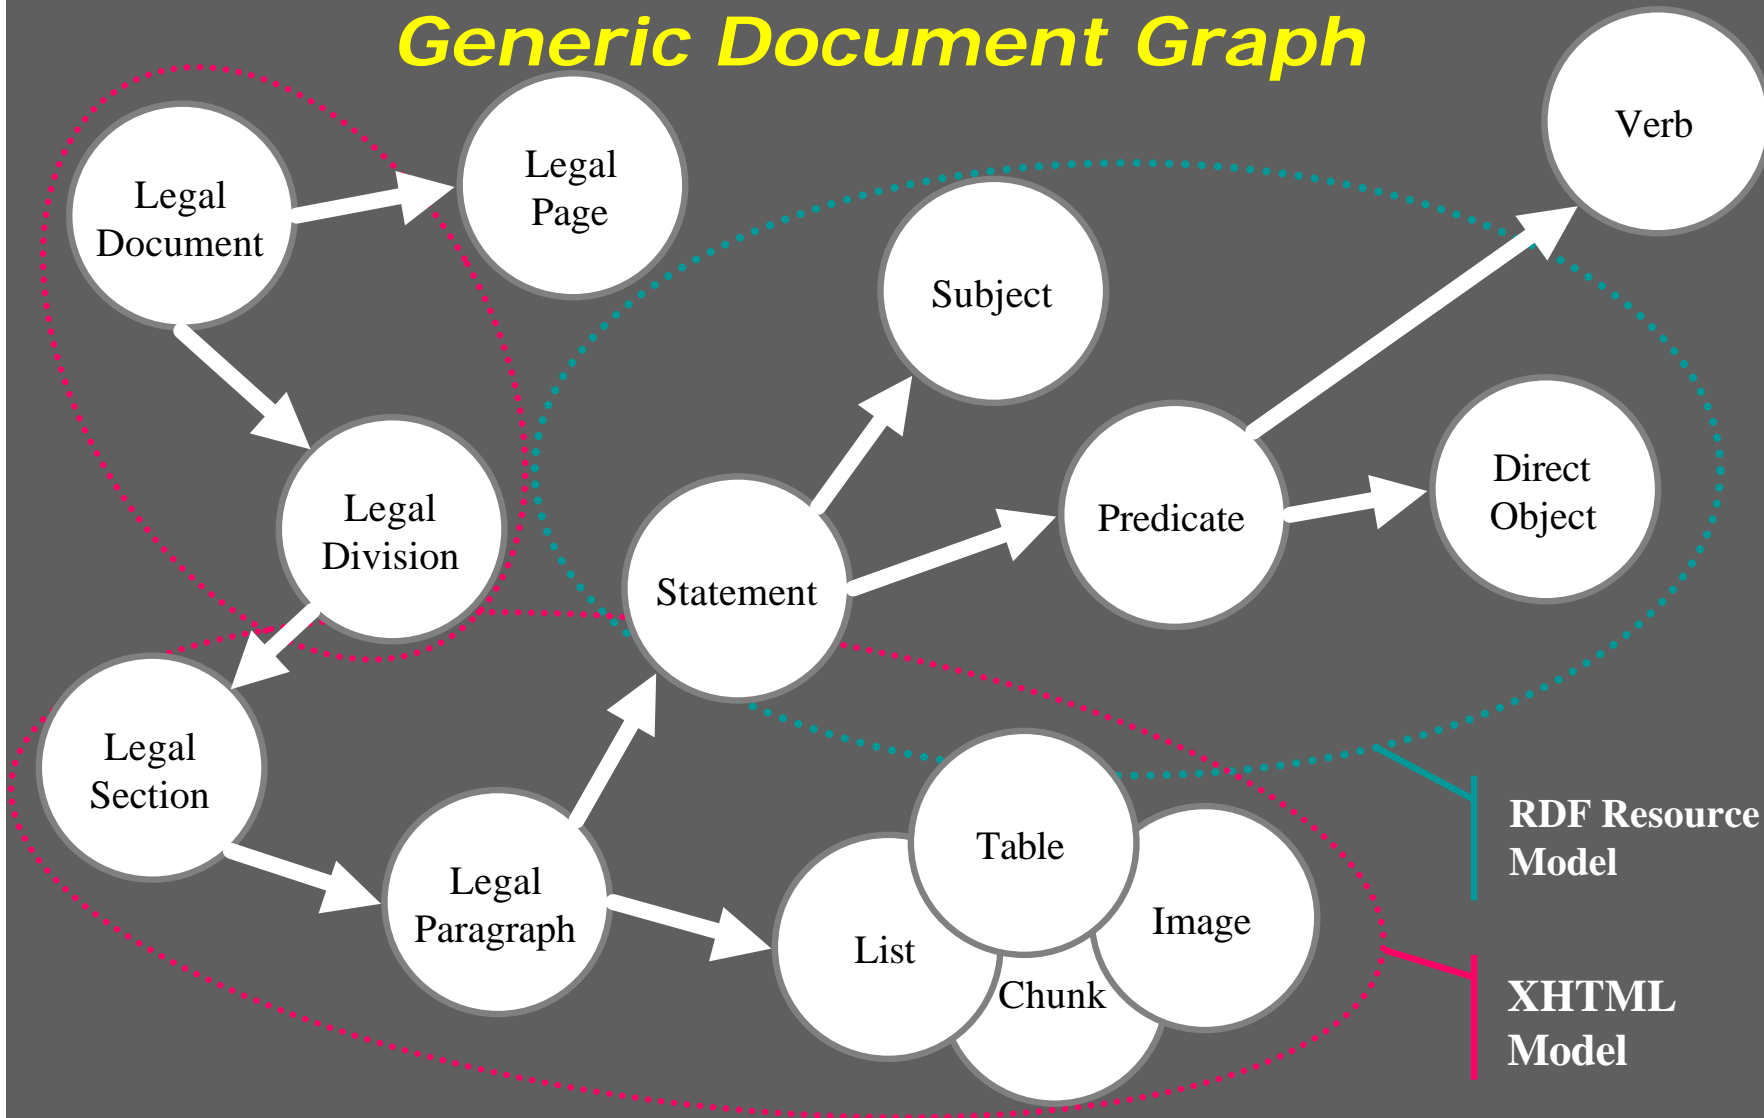 Generic Document Graph
Legal
Document
Legal
Page
Verb
Subject
Legal
Division
Statement
Predicate
Direct
Object
Legal
Section
Legal
Paragraph
List
Table
Chunk
Image
RDF Resource
Model
XHTML
Model